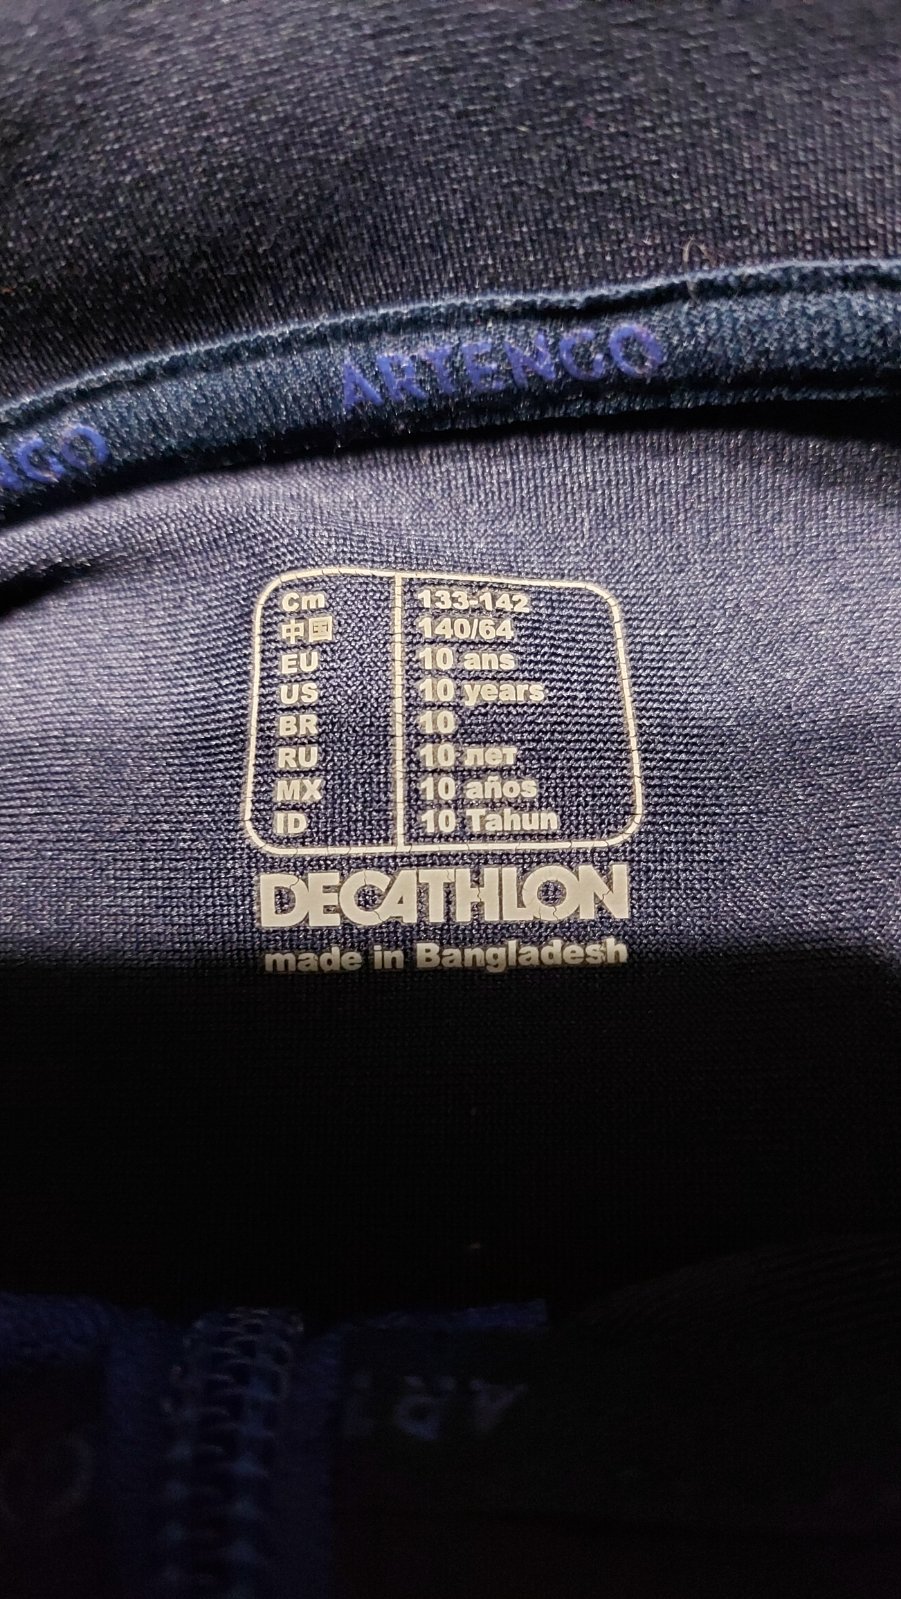 ARTENGO
NGO
Cm 133-142
中国 140/64
EU 10 ans
US 10 years
BR 10
RU 10 лет
MX 10 años
ID 10 Tahun
DECATHLON
made in Bangladesh